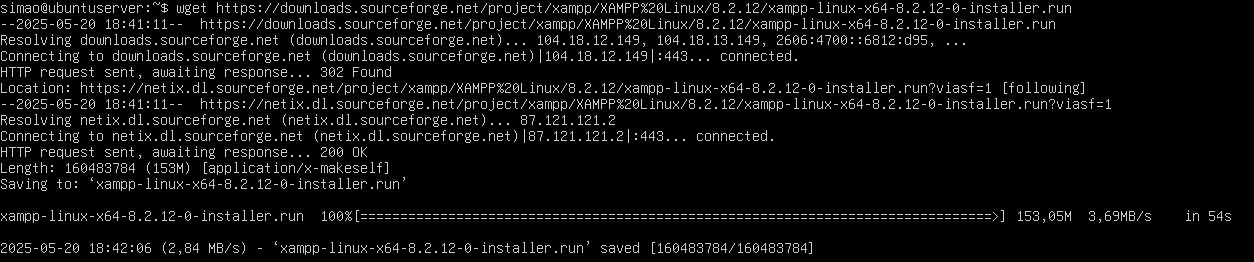 simao@ubuntuserver:~$ wget https://downloads.sourceforge.net/project/xampp/XAMPP%20Linux/8.2.12/xampp-linux-x64-8.2.12-0-installer.run
--2025-05-20 18:41:11--  https://downloads.sourceforge.net/project/xampp/XAMPP%20Linux/8.2.12/xampp-linux-x64-8.2.12-0-installer.run
Resolving downloads.sourceforge.net (downloads.sourceforge.net)... 104.18.12.149, 104.18.13.149, 2606:4700::6812:d95, ...
Connecting to downloads.sourceforge.net (downloads.sourceforge.net)|104.18.12.149|:443... connected.
HTTP request sent, awaiting response... 302 Found
Location: https://netix.dl.sourceforge.net/project/xampp/XAMPP%20Linux/8.2.12/xampp-linux-x64-8.2.12-0-installer.run?viasf=1 [following]
--2025-05-20 18:41:11--  https://netix.dl.sourceforge.net/project/xampp/XAMPP%20Linux/8.2.12/xampp-linux-x64-8.2.12-0-installer.run?viasf=1
Resolving netix.dl.sourceforge.net (netix.dl.sourceforge.net)... 87.121.121.2
Connecting to netix.dl.sourceforge.net (netix.dl.sourceforge.net)|87.121.121.2|:443... connected.
HTTP request sent, awaiting response... 200 OK
Length: 160483784 (153M) [application/x-makeself]
Saving to: ‘xampp-linux-x64-8.2.12-0-installer.run’
xampp-linux-x64-8.2.12-0-installer.run  100%[================================================================================>] 153,05M  3,69MB/s    in 54s
2025-05-20 18:42:06 (2,84 MB/s) - ‘xampp-linux-x64-8.2.12-0-installer.run’ saved [160483784/160483784]